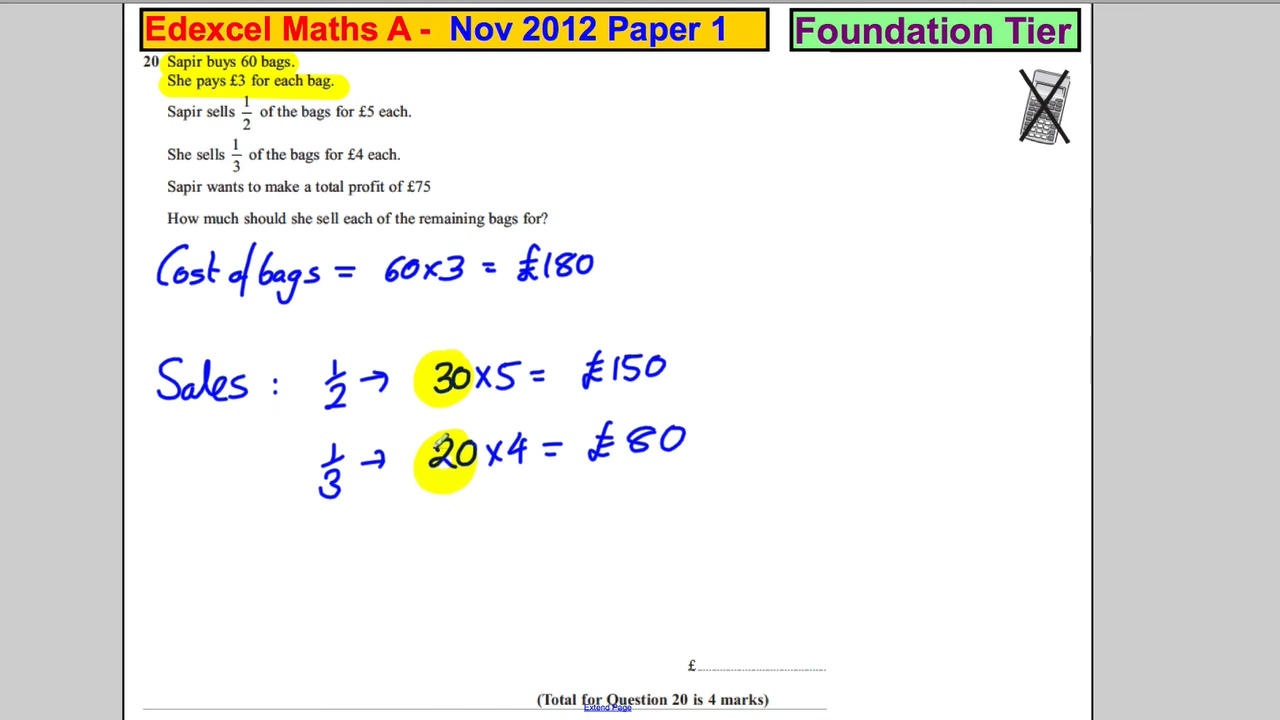 Edexcel Maths A - Nov 2012 Paper 1
Foundation Tier
20 Sapir buys 60 bags.
She pays £3 for each bag.
Sapir sells 1/2 of the bags for £5 each.
She sells 1/3 of the bags for £4 each.
Sapir wants to make a total profit of £75
How much should she sell each of the remaining bags for?
Cost of bags = 60 x 3 = £180
Sales : 1/2 → 30 x 5 = £150
1/3 → 20 x 4 = £80
£..............................
(Total for Question 20 is 4 marks)
Extend Page